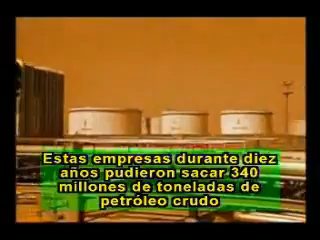 Estas empresas durante diez
años pudieron sacar 340
millones de toneladas de
petróleo crudo